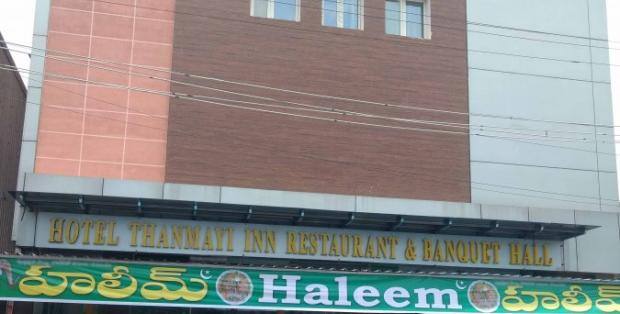 HOTEL THANMAYI INN RESTAURANT & BANQUET HALL
హలీమ్ Haleem హలీమ్